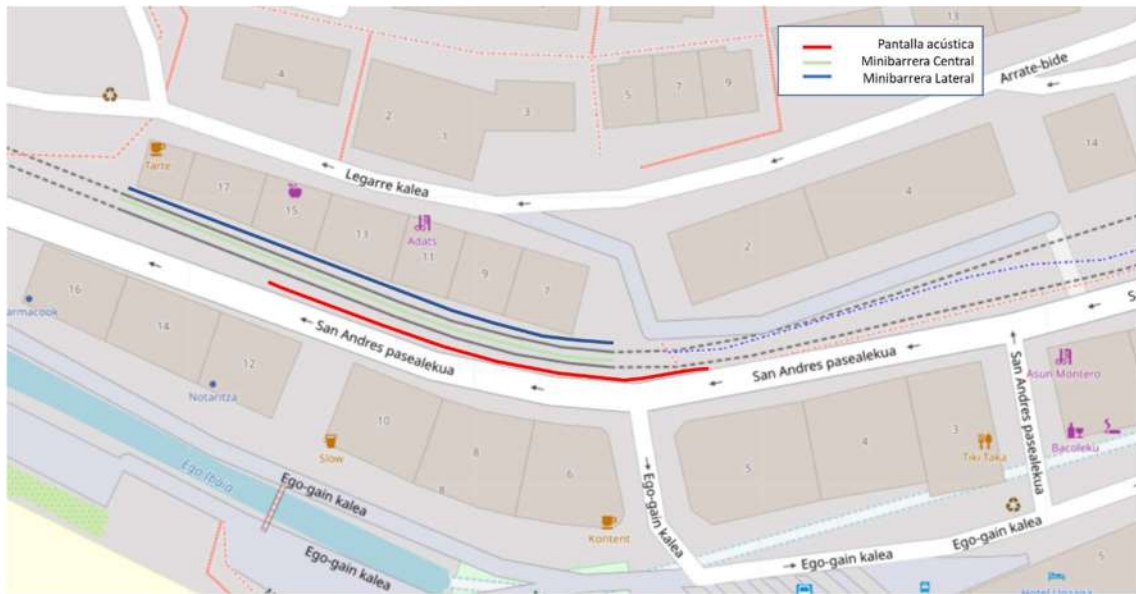 Pantalla acústica
Minibarrera Central
Minibarrera Lateral
13
4
5
7
9
Arrate-bide
2
1
3
14
Tarte
17
Legarre kalea
4
15
13
Adats
11
9
7
2
16
armacook
14
San Andres pasealekua
12
San Andres pasealekua
S
San Andres pasealekua
Asun Montero
Notaritza
10
Slow
8
8
6
5
4
3
Tiki Taka
Bacoleku
Ego Ibaia
Ego-gain kalea
Ego-gain kalea
Kontent
Ego-gain kalea
Ego-gain kalea
Ego-gain kalea
5